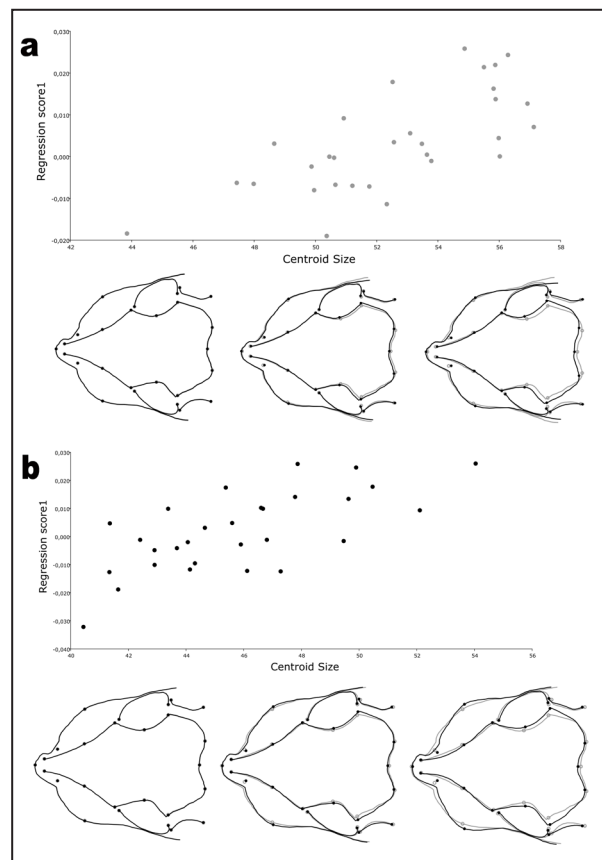 a
Regression score1
0,030
0,020
0,010
0,000
-0,010
-0,020
42 44 46 48 50 52 54 56 58
Centroid Size
b
Regression score1
0,030
0,020
0,010
0,000
-0,010
-0,020
-0,030
-0,040
40 42 44 46 48 50 52 54 56
Centroid Size